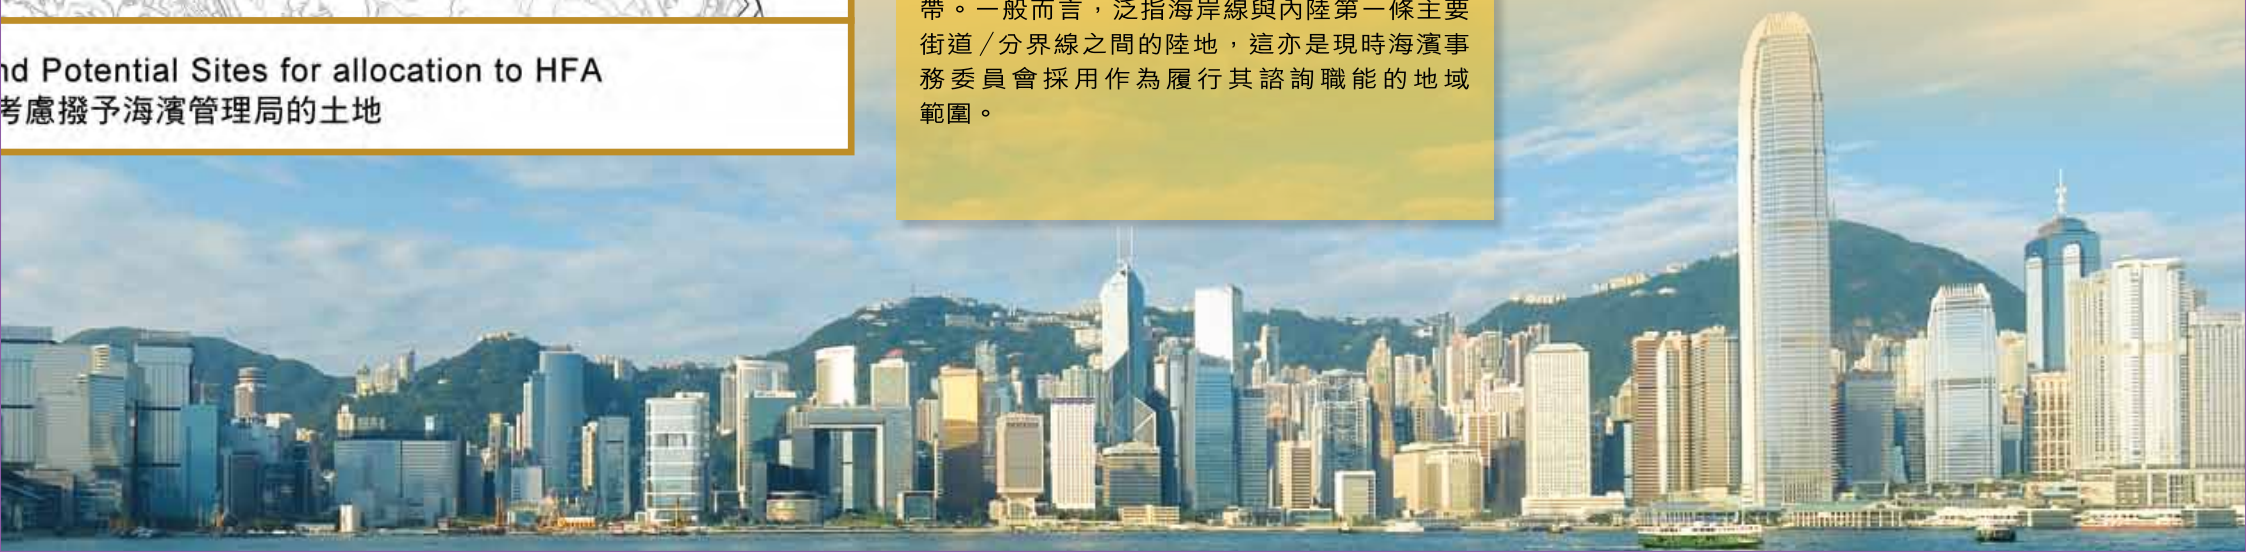 nd Potential Sites for allocation to HFA
考慮撥予海濱管理局的土地
帶。一般而言，泛指海岸線與內陸第一條主要
街道╱分界線之間的陸地，這亦是現時海濱事
務委員會採用作為履行其諮詢職能的地域
範圍。